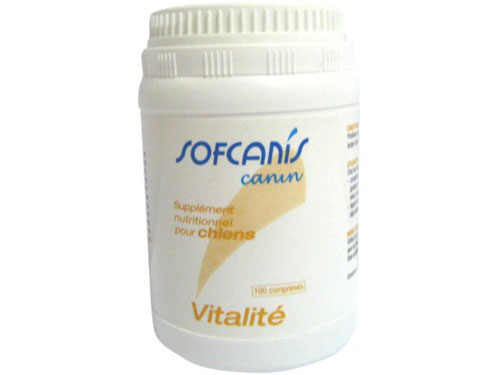 SOFCANIS
canin
Supplément
nutritionnel
pour chiens
100 comprimés
Vitalité